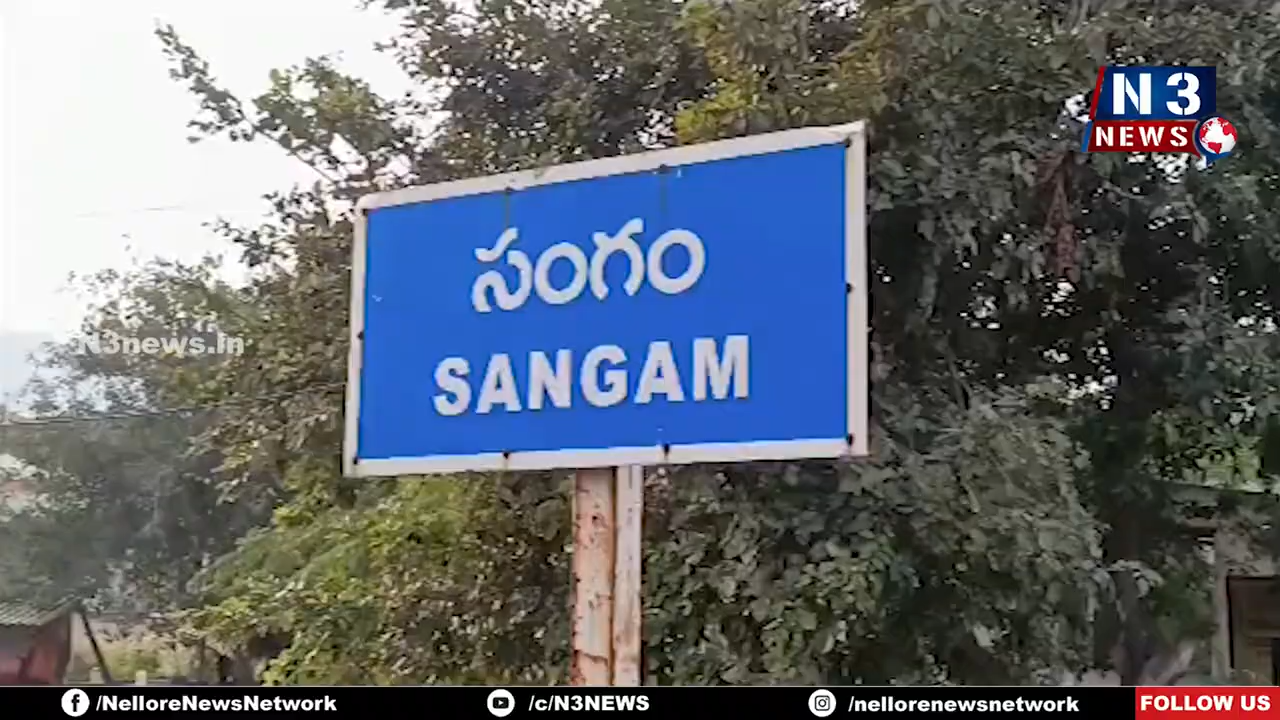 N3
NEWS
సంగం
N3news.In
SANGAM
/NelloreNewsNetwork
/c/N3NEWS
/nellorenewsnetwork
FOLLOW US